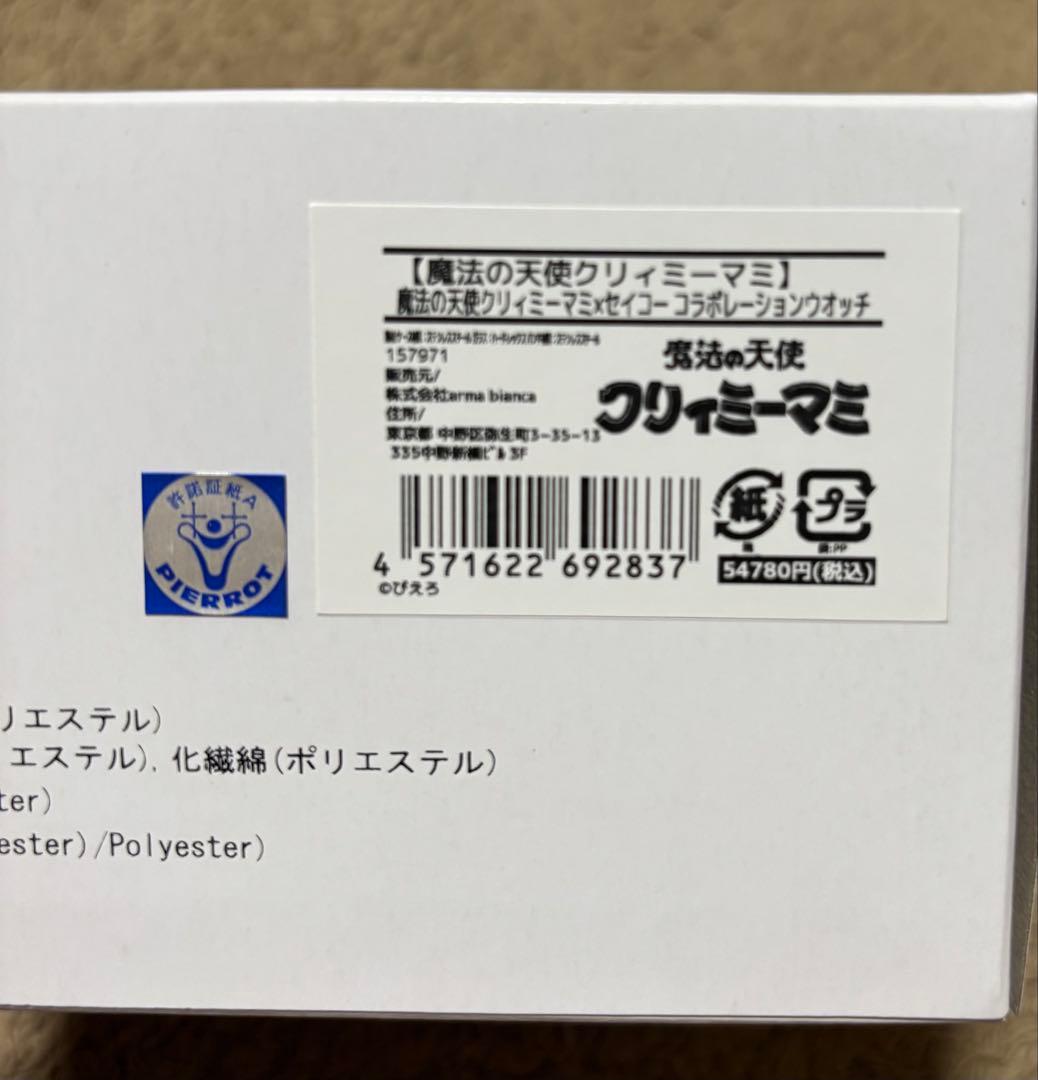 【魔法の天使クリィミーマミ】
魔法の天使クリィミーマミxセイコー コラボレーションウオッチ
157971
販売元/
株式会社arma bianca
住所/
東京都 中野区弥生町3-35-13
335中野新橋ビル 3F
魔法の天使
クリィミーマミ
紙
プラ
4 571622 692837
54780円(税込)
©ぴえろ
許諾証紙A
PIERROT
リエステル)
エステル), 化繊綿(ポリエステル)
ter)
ester)/Polyester)